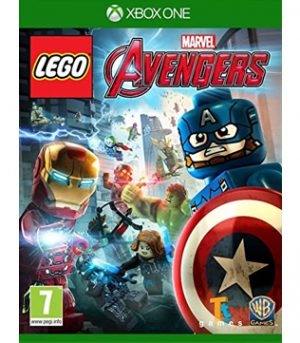 XBOX ONE
LEGO
MARVEL
AVENGERS
A
7
www.pegi.info
TT
games
WB
GAMES